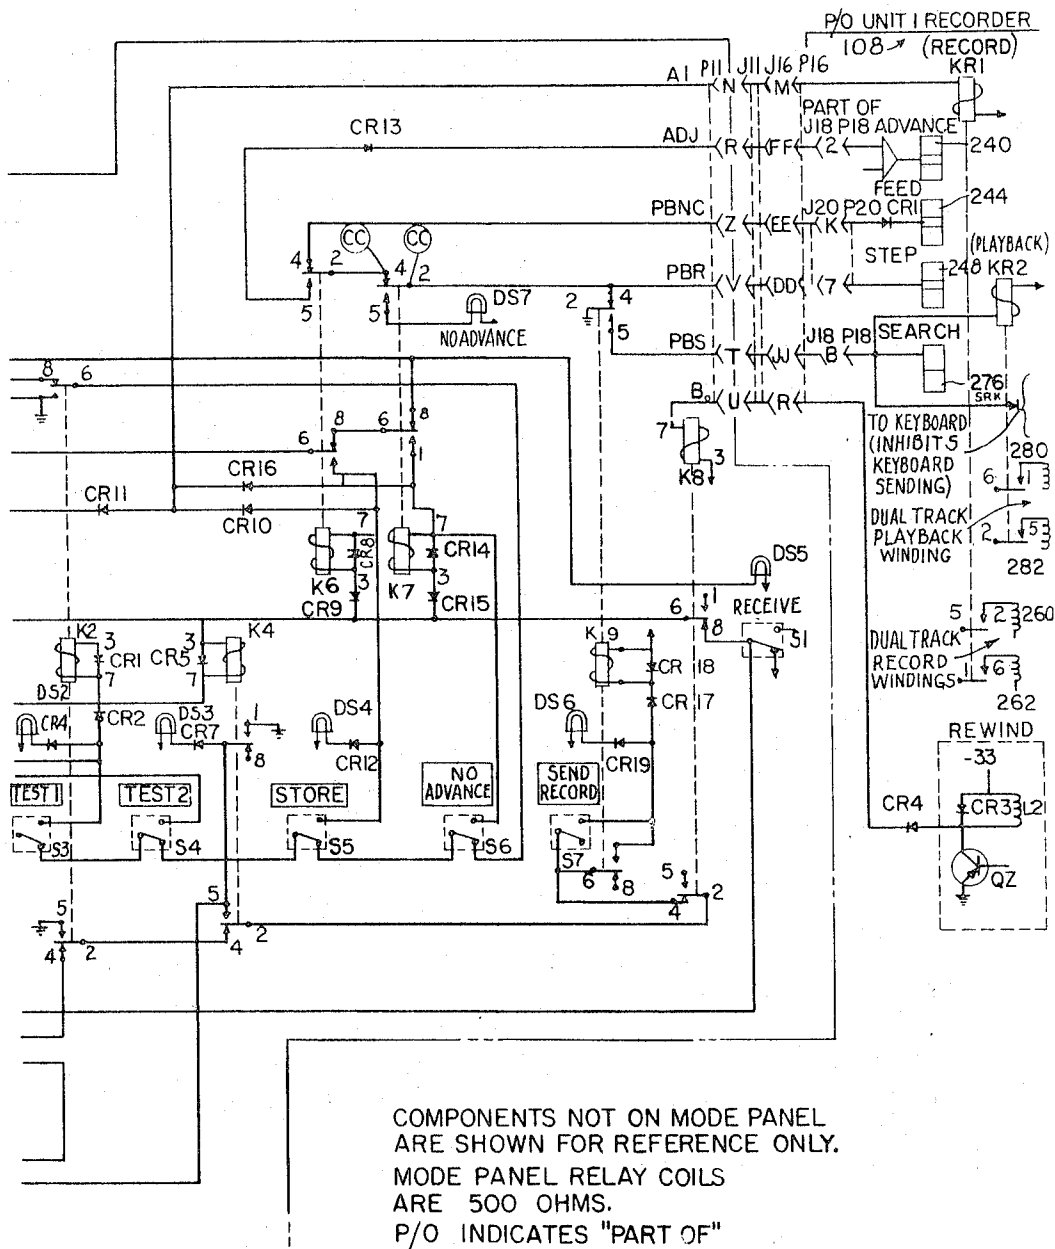 P/O UNIT 1 RECORDER
108 (RECORD)
KR1
A1 P11 N J11 J16 M P16
PART OF
CR13
ADJ R FF J18 2 P18 ADVANCE
240
FEED
PBNC Z EE J20 K P20 CR1
244
CC CC
4 2 4 2
STEP
(PLAYBACK)
248 KR2
PBR V DD 7
2 4
5 5 DS7
NO ADVANCE
5
PBS T JJ J18 B P18 SEARCH
8 6
276
SRK
B U R
7
8 6 8
6
3
K8
1
TO KEYBOARD
(INHIBITS
KEYBOARD
SENDING)
280
6 1
CR16
CR11
CR10
DUAL TRACK
PLAYBACK
WINDING
2 5
282
7 7
CR8 CR14
K6 3 K7 3
CR9 CR15
DS5
1
6 8
RECEIVE
S1
5 2 260
DUAL TRACK
RECORD
WINDINGS
1 6
262
K2 3
CR1
7
CR5 3 K4
7
K9
CR18
CR17
DS2
CR4 CR2
DS3
CR7
1
8
DS4
CR12
DS6
CR19
REWIND
-33
CR4 CR3 L2
QZ
TEST1 TEST2 STORE NO
ADVANCE
SEND
RECORD
S3 S4 S5 S6 S7
6 8
5 2
4
5
4 2
5
4 2
COMPONENTS NOT ON MODE PANEL
ARE SHOWN FOR REFERENCE ONLY.
MODE PANEL RELAY COILS
ARE 500 OHMS.
P/O INDICATES "PART OF"